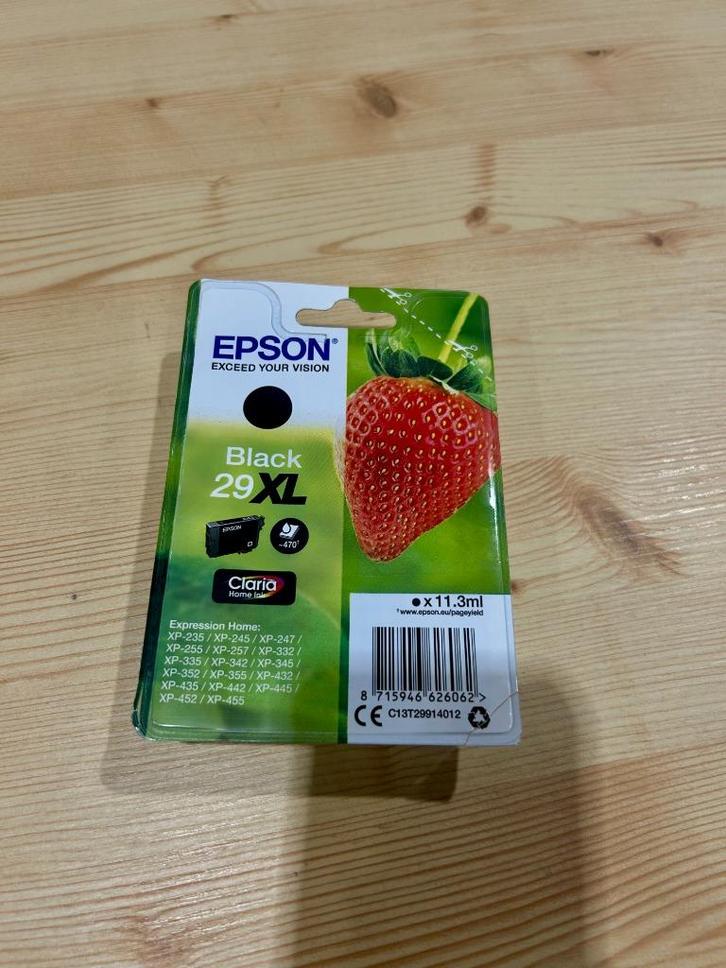 EPSON®
EXCEED YOUR VISION
Black
29XL
EPSON
~470¹
Claria
Home Ink
Expression Home:
XP-235 / XP-245 / XP-247 /
XP-255 / XP-257 / XP-332 /
XP-335 / XP-342 / XP-345 /
XP-352 / XP-355 / XP-432 /
XP-435 / XP-442 / XP-445 /
XP-452 / XP-455
x 11.3ml
¹www.epson.eu/pageyield
8 715946 626062 >
CE C13T29914012